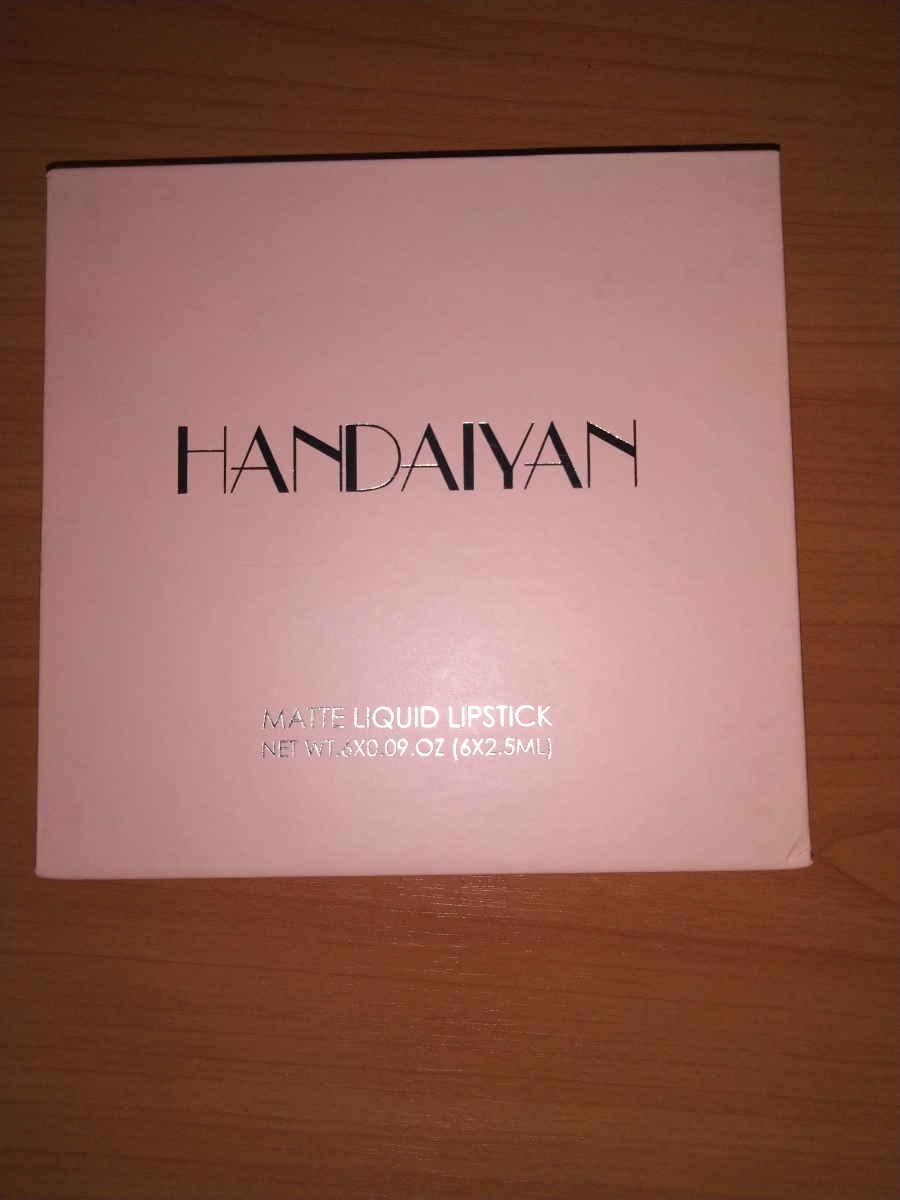 HANDAIYAN
MATTE LIQUID LIPSTICK
NET WT.6X0.09.OZ (6X2.5ML)